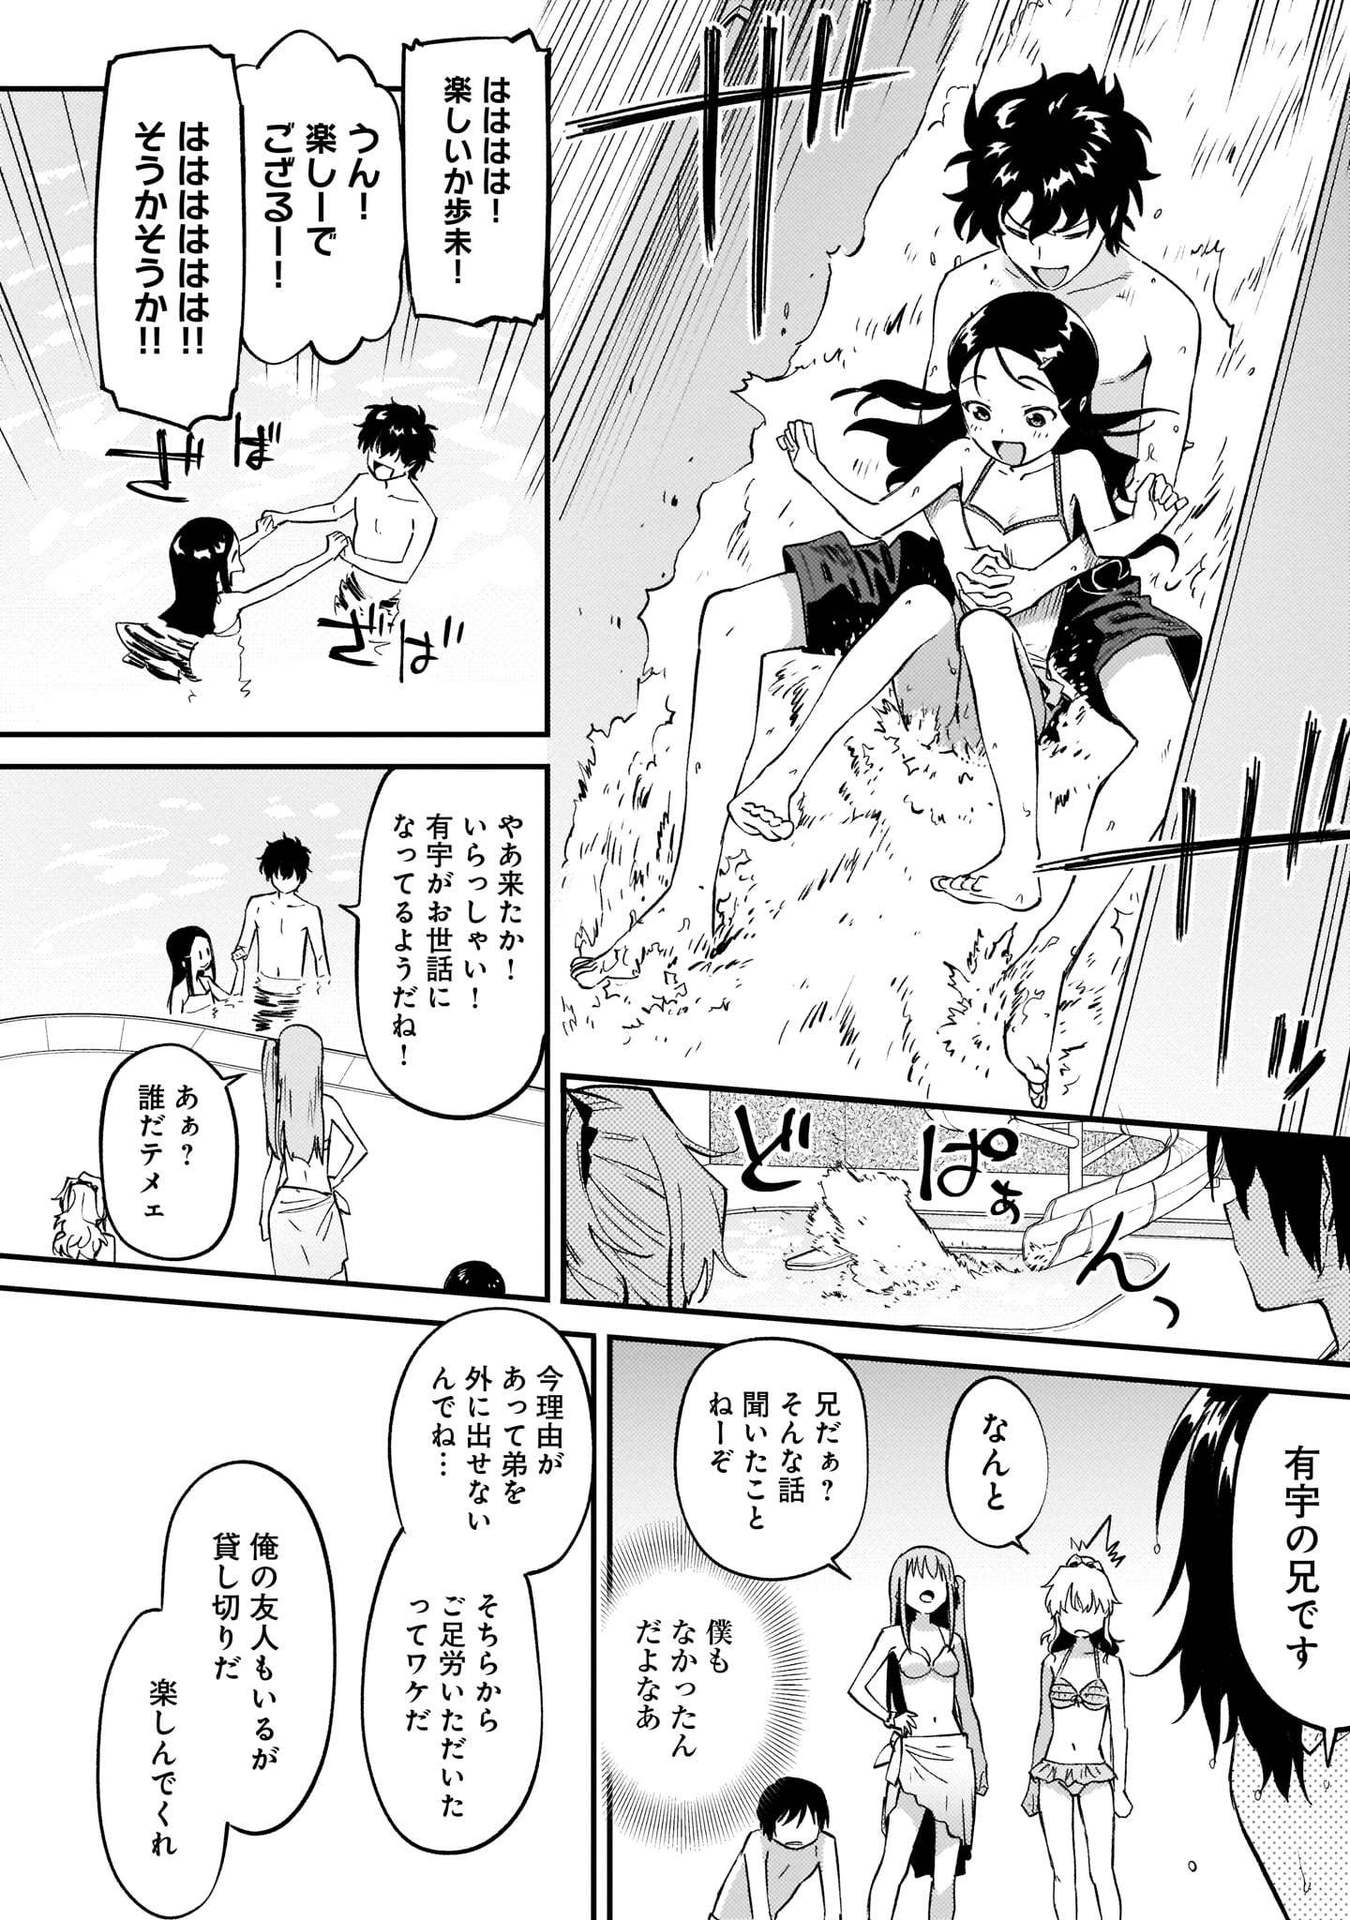 はははは!
楽しいか歩未!
うん!
楽しーで
ござるー!
はははははは!!
そうかそうか!!
ばば
ざざ
どぱぁんっ
やあ来たか!
いらっしゃい!
有宇がお世話に
なってるようだね!
あぁ?
誰だテメェ
有宇の兄です
なんと
兄だぁ?
そんな話
聞いたこと
ねーぞ
僕も
なかったん
だよなあ
今理由が
あって弟を
外に出せない
んでね…
そちらから
ご足労いただいた
ってワケだ
俺の友人もいるが
貸し切りだ
楽しんでくれ